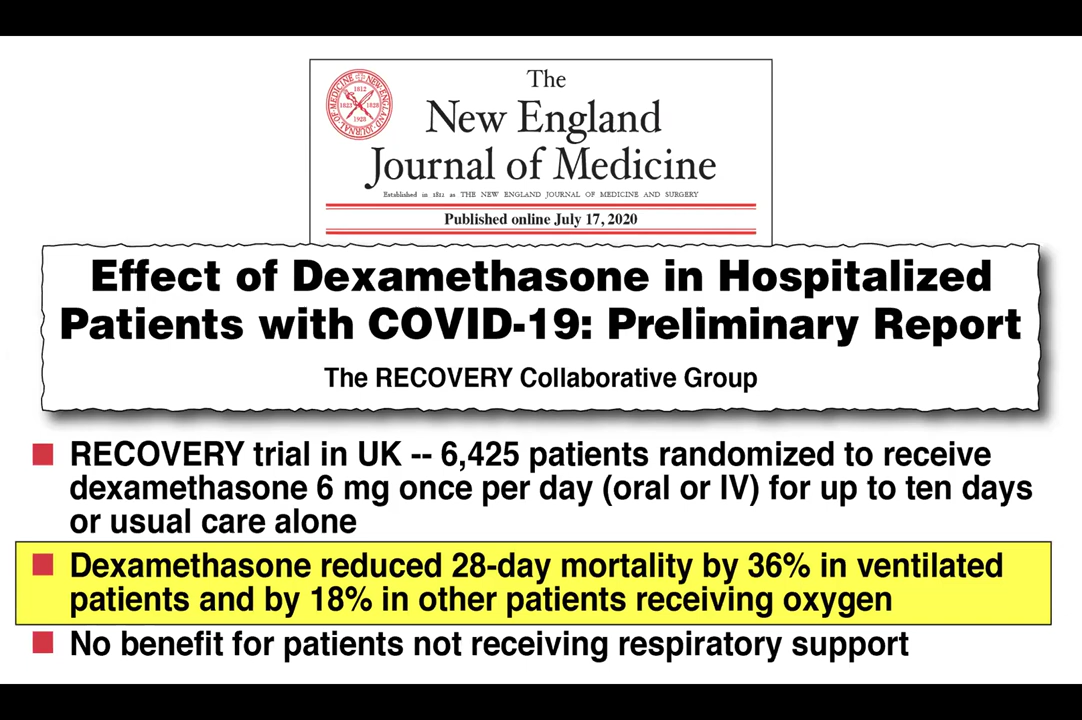 The
New England
Journal of Medicine
Established in 1812 as THE NEW ENGLAND JOURNAL OF MEDICINE AND SURGERY
Published online July 17, 2020
Effect of Dexamethasone in Hospitalized
Patients with COVID-19: Preliminary Report
The RECOVERY Collaborative Group
RECOVERY trial in UK -- 6,425 patients randomized to receive
dexamethasone 6 mg once per day (oral or IV) for up to ten days
or usual care alone
Dexamethasone reduced 28-day mortality by 36% in ventilated
patients and by 18% in other patients receiving oxygen
No benefit for patients not receiving respiratory support